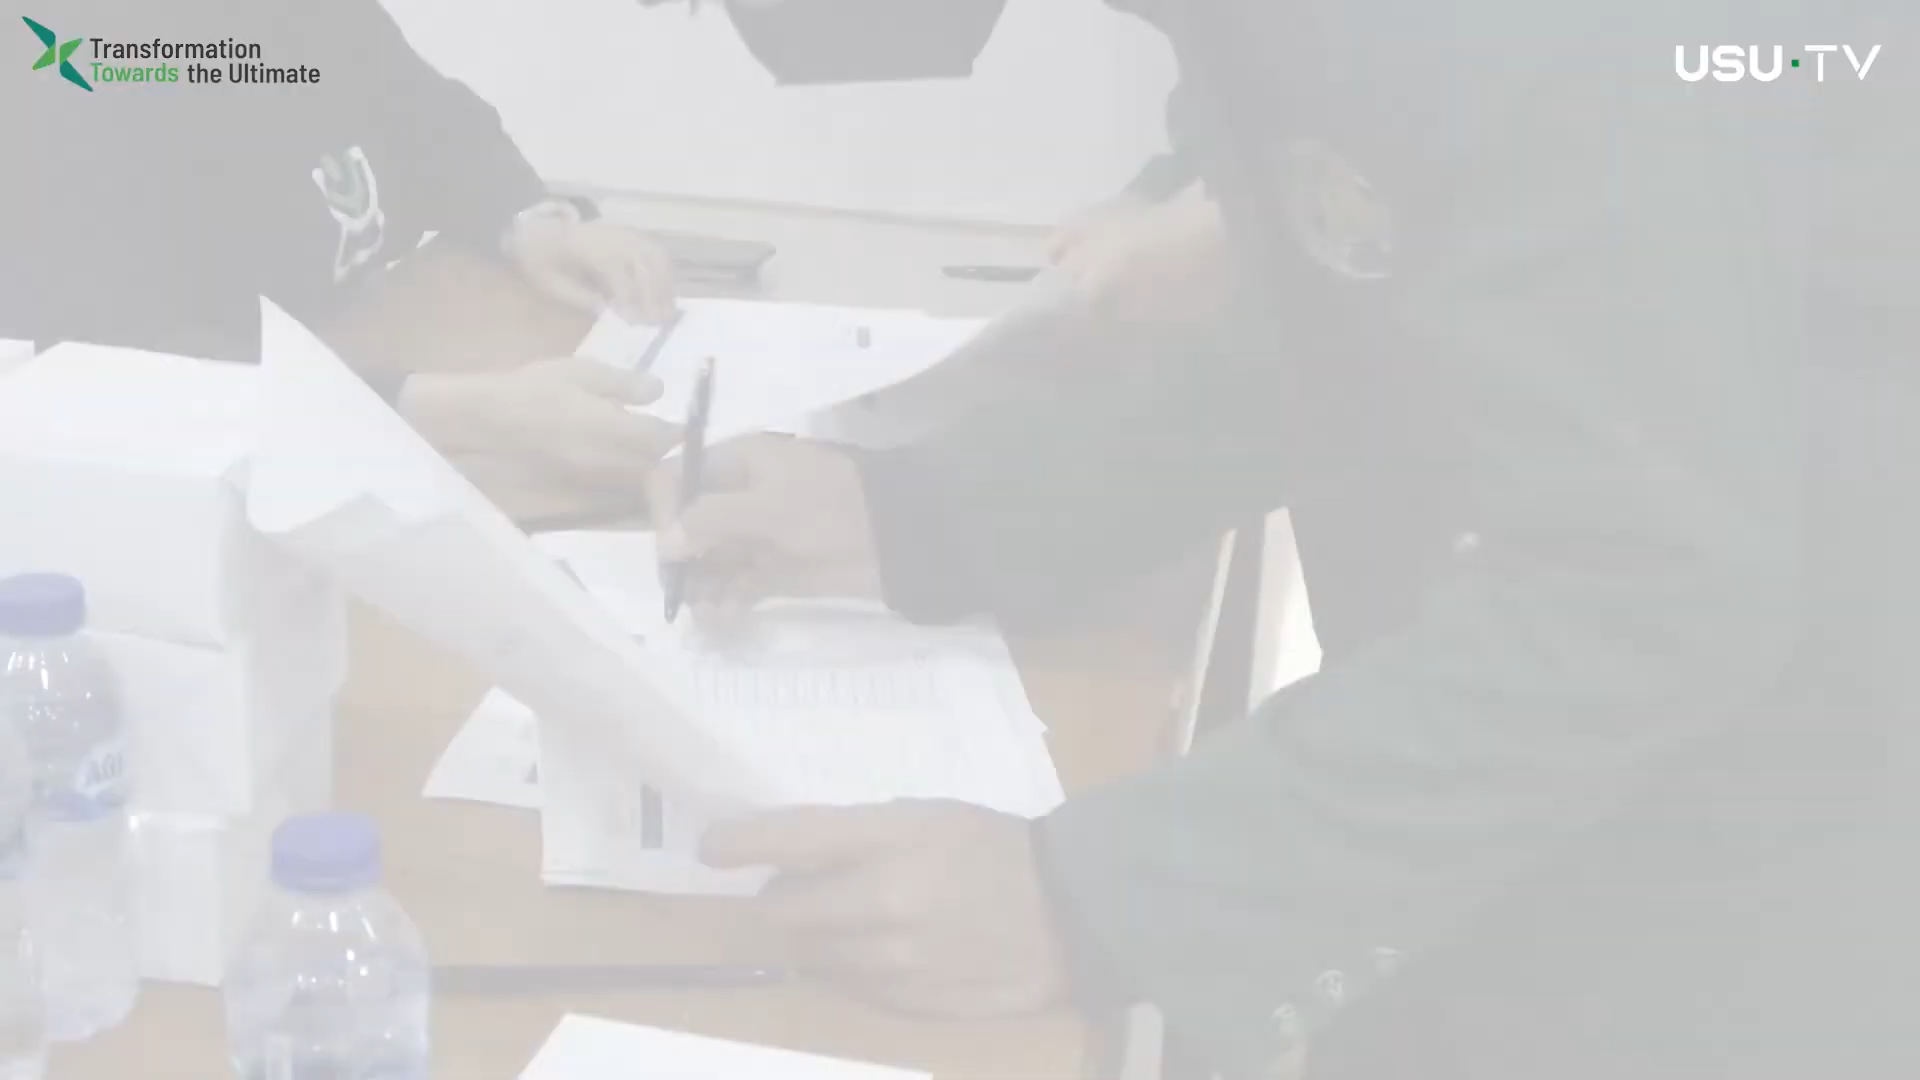 Transformation
Towards the Ultimate
USU·TV